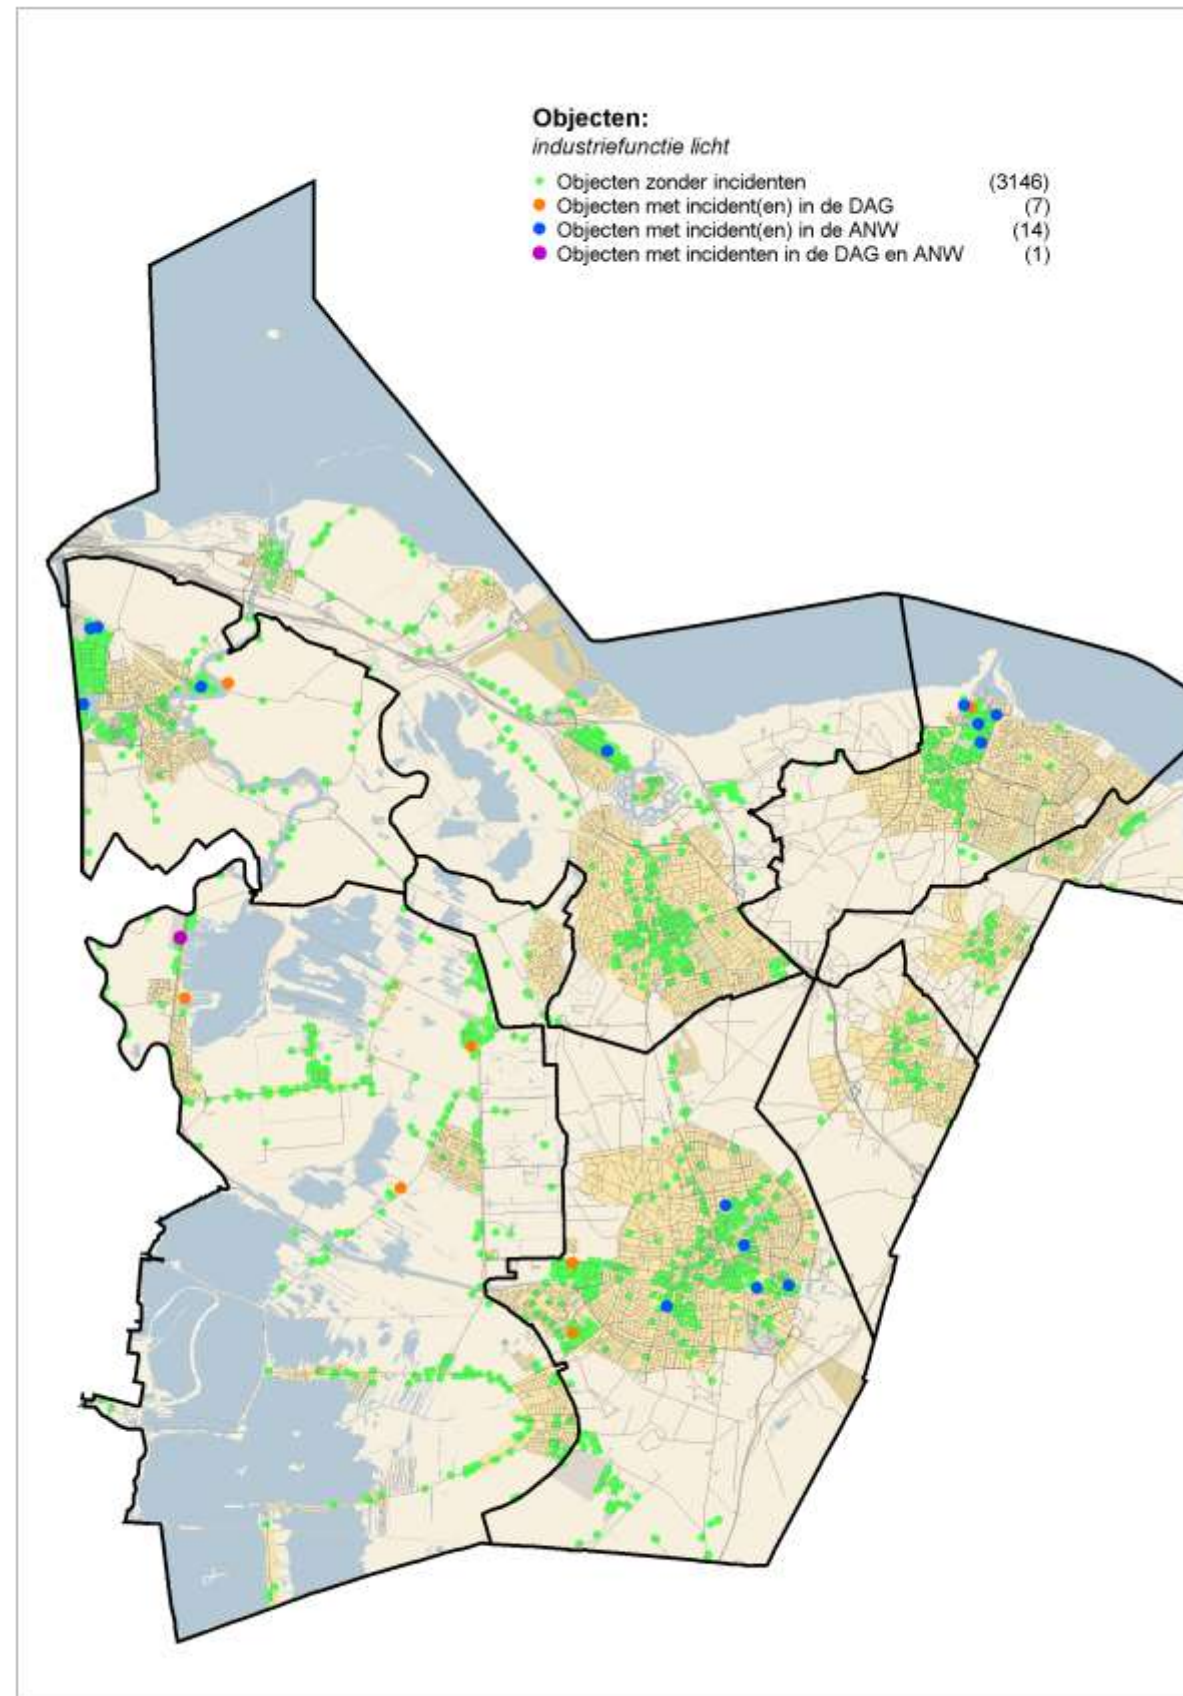 Objecten:
industriefunctie licht
Objecten zonder incidenten (3146)
Objecten met incident(en) in de DAG (7)
Objecten met incident(en) in de ANW (14)
Objecten met incidenten in de DAG en ANW (1)